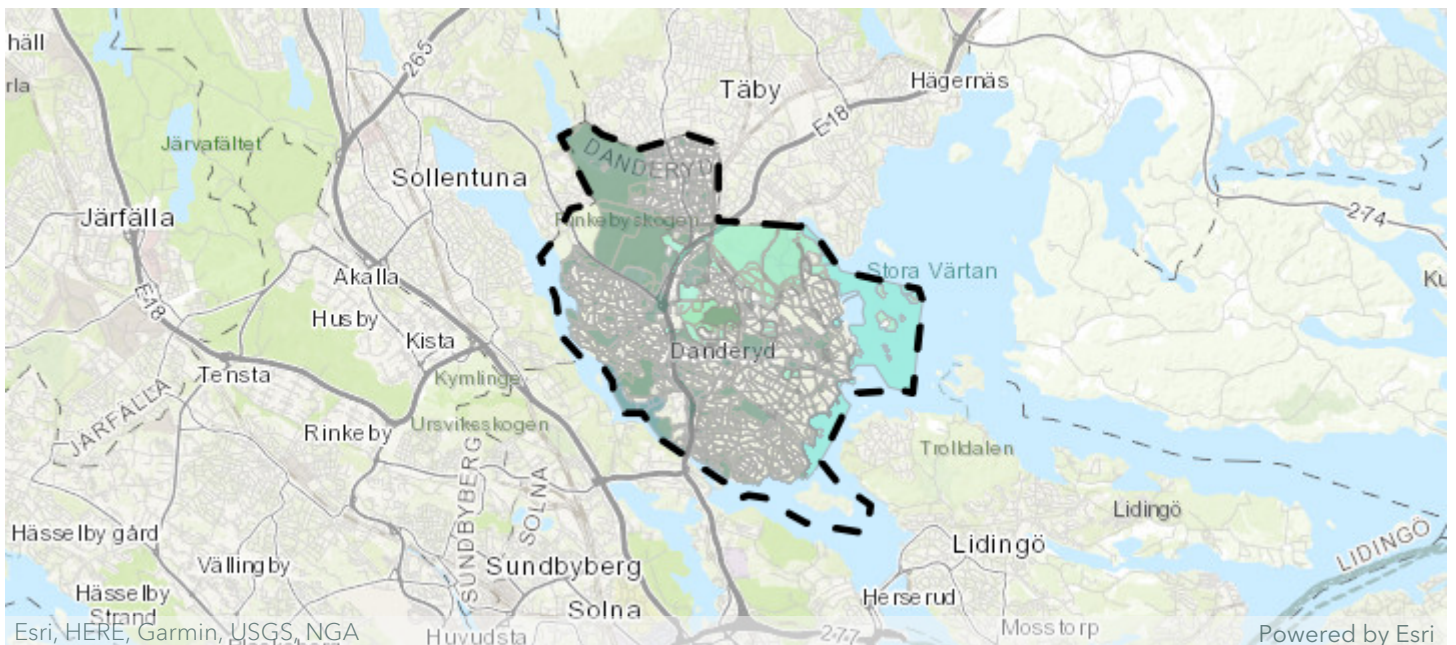 häll
rla
265
Täby
Hägernäs
E18
Järvafältet
DANDERYD
Sollentuna
Järfälla
Rinkebyskogen
274
Akalla
Stora Värtan
Ku
E18
Husby
Kista
Danderyd
Tensta
Kymlinge
JÄRFÄLLA
Ursviksskogen
Rinkeby
Trolldalen
SUNDBYBERG
SOLNA
Lidingö
Hässelby gård
Lidingö
LIDINGÖ
Vällingby
Sundbyberg
Hässelby
Strand
Solna
Herserud
Esri, HERE, Garmin, USGS, NGA
Huvudsta
277
Mosstorp
Powered by Esri